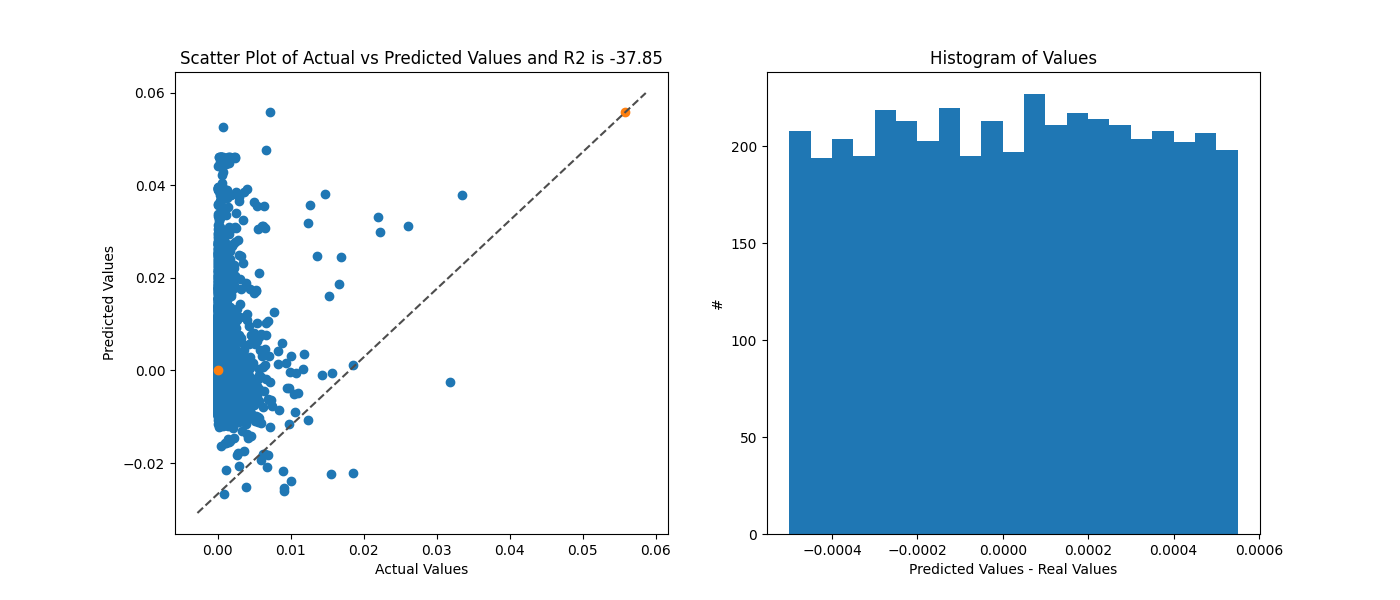 Scatter Plot of Actual vs Predicted Values and R2 is -37.85
0.06
0.04
0.02
0.00
−0.02
Predicted Values
0.00 0.01 0.02 0.03 0.04 0.05 0.06
Actual Values
Histogram of Values
200
150
100
50
0
#
−0.0004 −0.0002 0.0000 0.0002 0.0004 0.0006
Predicted Values - Real Values